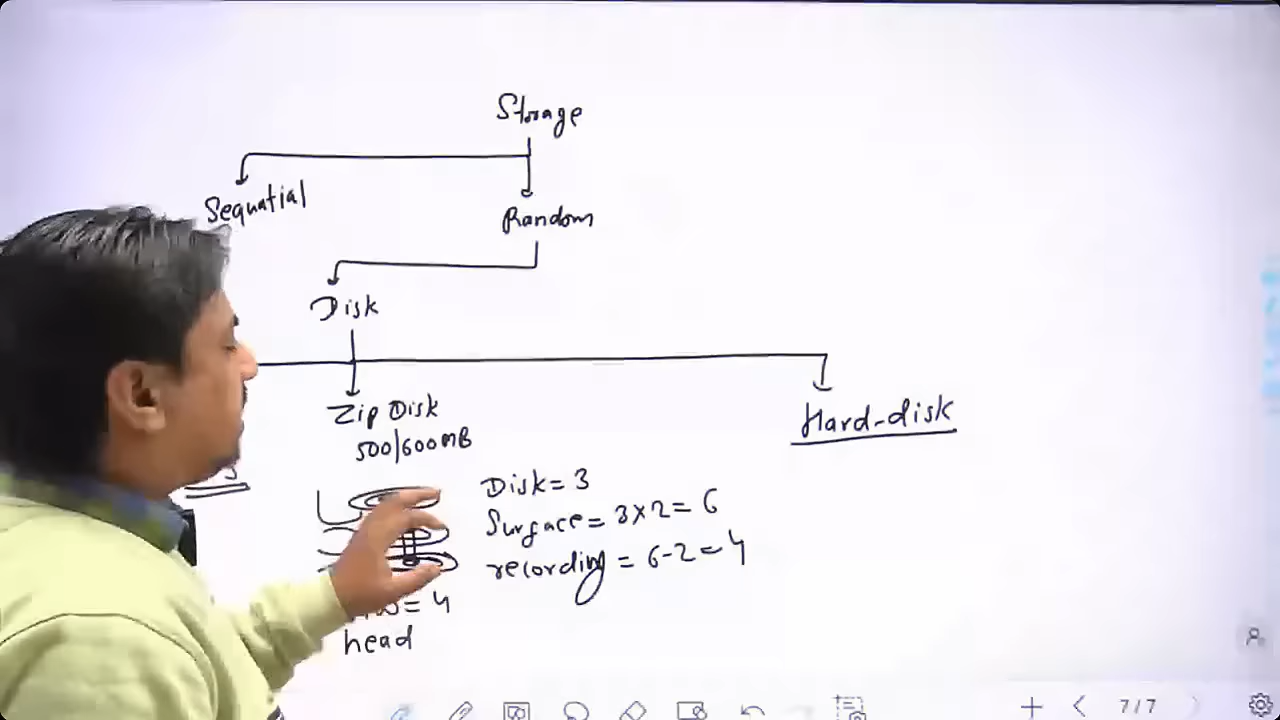 Storage
Sequatial
Random
Disk
Zip Disk
500/600MB
Hard-disk
Disk = 3
Surface = 3x2 = 6
recording = 6-2 = 4
= 4
head
7/7